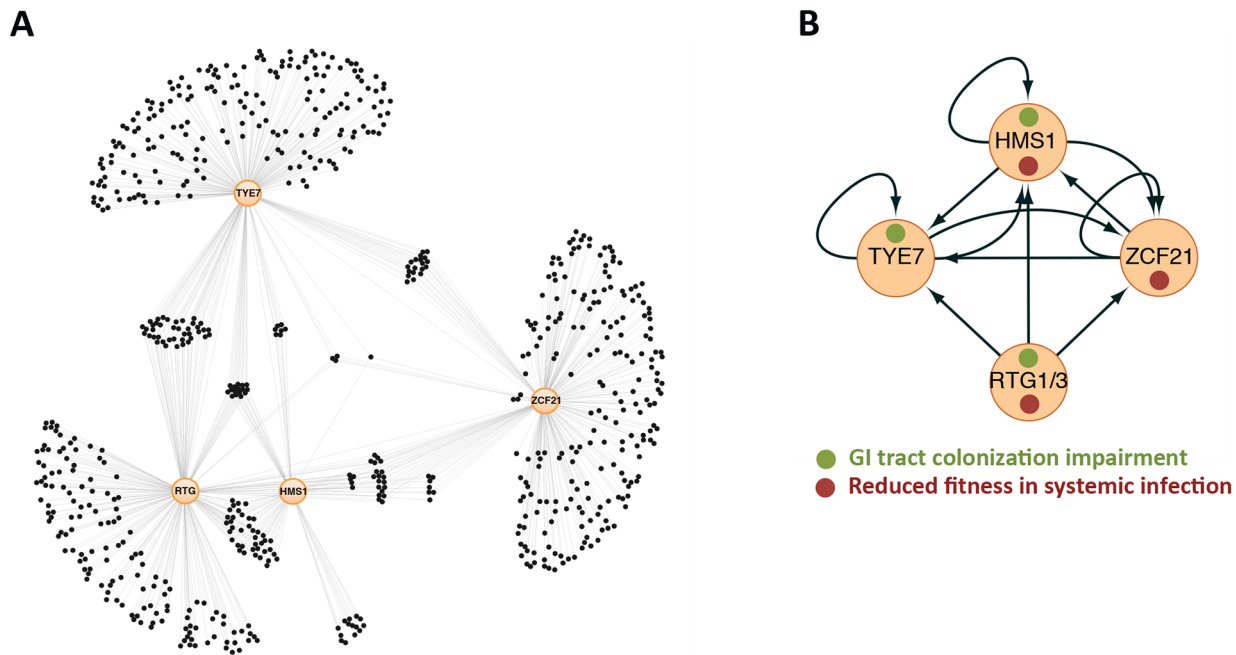 A
B
TYE7
ZCF21
RTG
HMS1
HMS1
TYE7
ZCF21
RTG1/3
GI tract colonization impairment
Reduced fitness in systemic infection